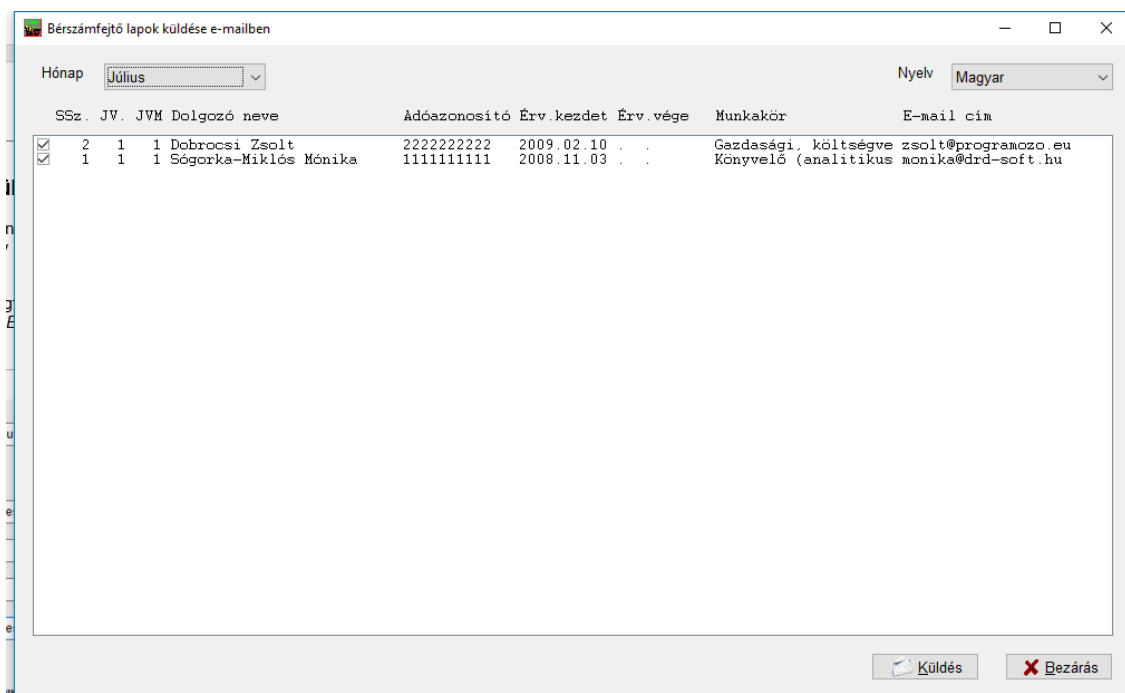 Bérszámfejtő lapok küldése e-mailben
Hónap Július Nyelv Magyar
SSz. JV. JVM Dolgozó neve Adóazonosító Érv.kezdet Érv.vége Munkakör E-mail cím
2 1 1 Dobrocsi Zsolt 2222222222 2009.02.10 . . Gazdasági, költségve zsolt@programozo.eu
1 1 1 Sógorka-Miklós Mónika 1111111111 2008.11.03 . . Könyvelő (analitikus monika@drd-soft.hu
Küldés Bezárás